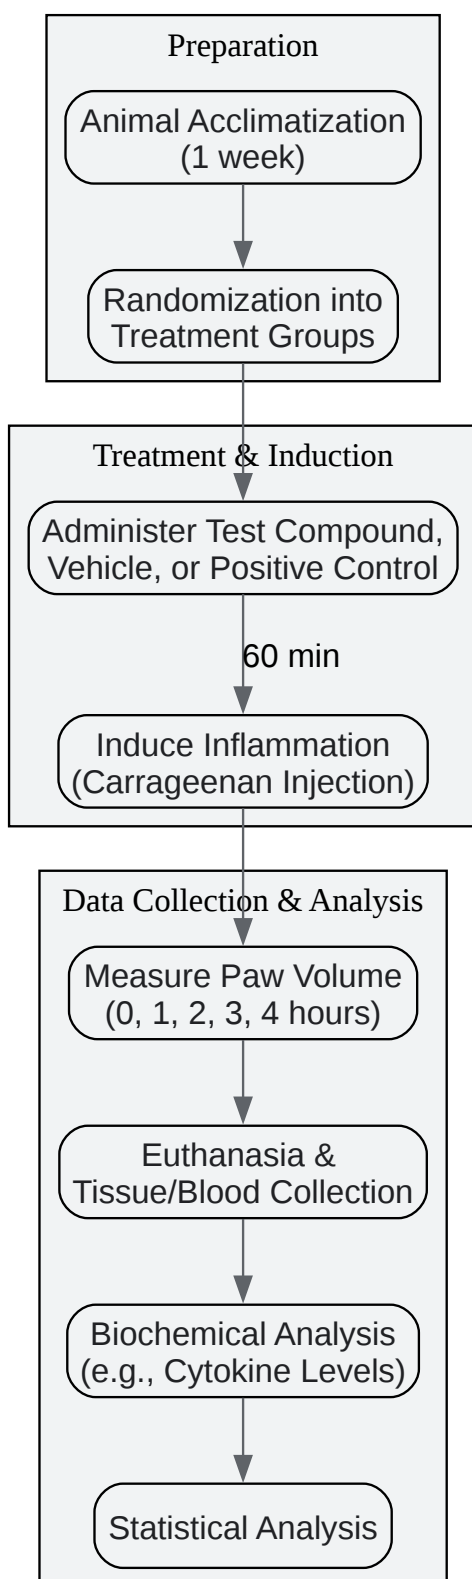 Preparation
Animal Acclimatization
(1 week)
Randomization into
Treatment Groups
Treatment & Induction
Administer Test Compound,
Vehicle, or Positive Control
60 min
Induce Inflammation
(Carrageenan Injection)
Data Collection & Analysis
Measure Paw Volume
(0, 1, 2, 3, 4 hours)
Euthanasia &
Tissue/Blood Collection
Biochemical Analysis
(e.g., Cytokine Levels)
Statistical Analysis